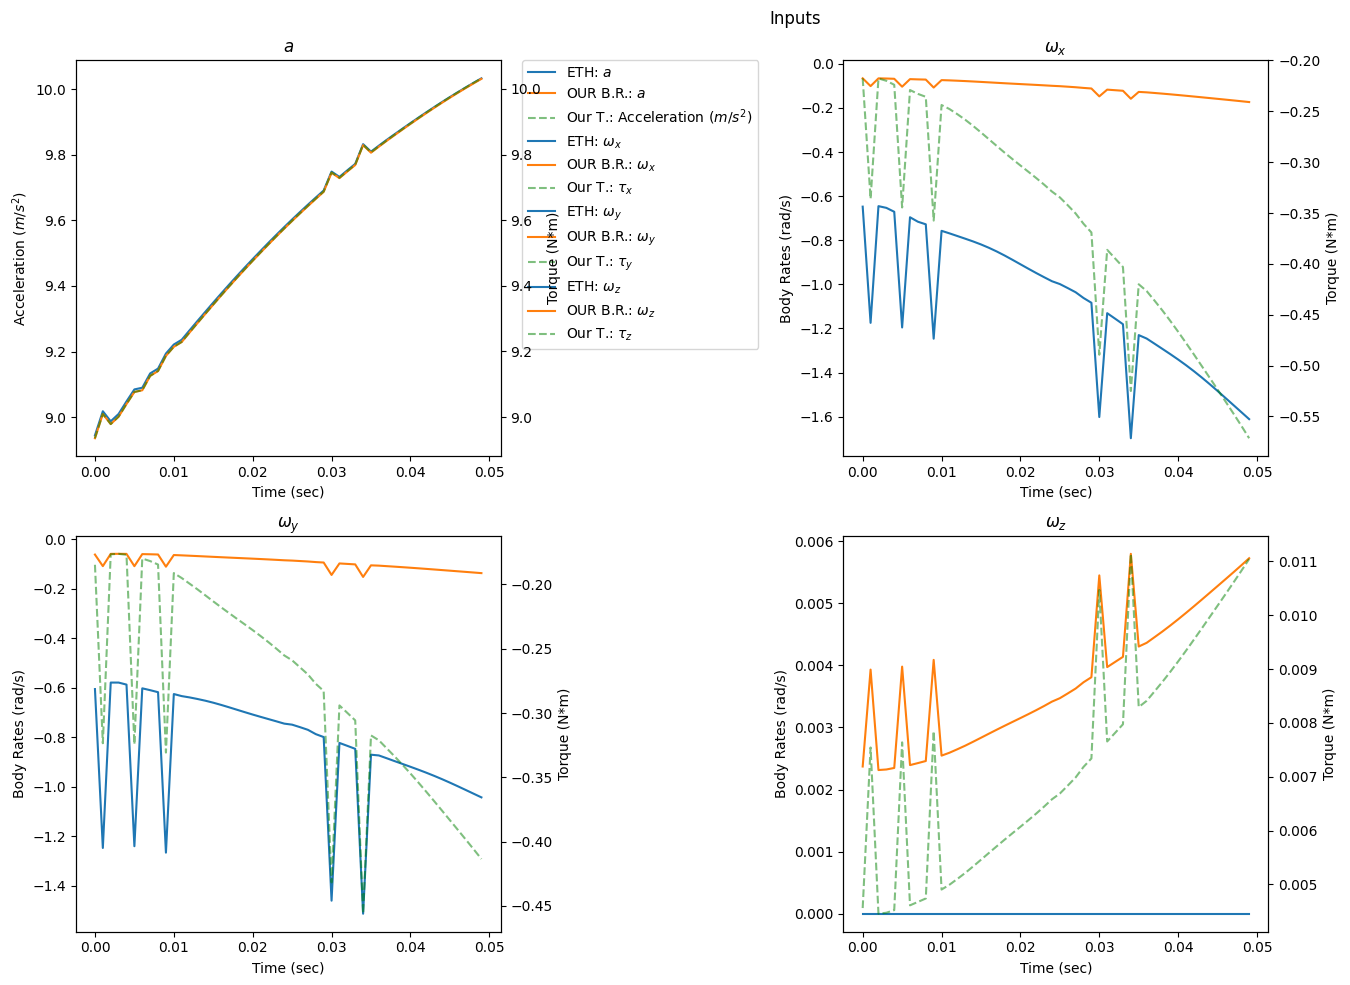 Inputs
a
10.0
9.8
9.6
9.4
9.2
9.0
Acceleration (m/s²)
0.00 0.01 0.02 0.03 0.04 0.05
Time (sec)
10.0
9.8
9.6
9.4
9.2
9.0
Torque (N*m)
ETH: a
OUR B.R.: a
Our T.: Acceleration (m/s²)
ETH: ωx
OUR B.R.: ωx
Our T.: τx
ETH: ωy
OUR B.R.: ωy
Our T.: τy
ETH: ωz
OUR B.R.: ωz
Our T.: τz
ωx
0.0
−0.2
−0.4
−0.6
−0.8
−1.0
−1.2
−1.4
−1.6
Body Rates (rad/s)
0.00 0.01 0.02 0.03 0.04 0.05
Time (sec)
−0.20
−0.25
−0.30
−0.35
−0.40
−0.45
−0.50
−0.55
Torque (N*m)
ωy
0.0
−0.2
−0.4
−0.6
−0.8
−1.0
−1.2
−1.4
Body Rates (rad/s)
0.00 0.01 0.02 0.03 0.04 0.05
Time (sec)
−0.20
−0.25
−0.30
−0.35
−0.40
−0.45
Torque (N*m)
ωz
0.006
0.005
0.004
0.003
0.002
0.001
0.000
Body Rates (rad/s)
0.00 0.01 0.02 0.03 0.04 0.05
Time (sec)
0.011
0.010
0.009
0.008
0.007
0.006
0.005
Torque (N*m)